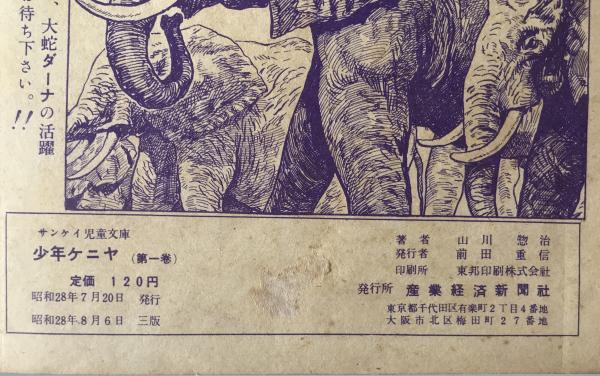 、大蛇ダーナの活躍
待ち下さい。!!
サンケイ児童文庫
少年ケニヤ (第一巻)
定価 120円
昭和28年7月20日 発行
昭和28年8月6日 三版
著者 山川惣治
発行者 前田重信
印刷所 東邦印刷株式会社
発行所 産業経済新聞社
東京都千代田区有楽町2丁目4番地
大阪市北区梅田町27番地